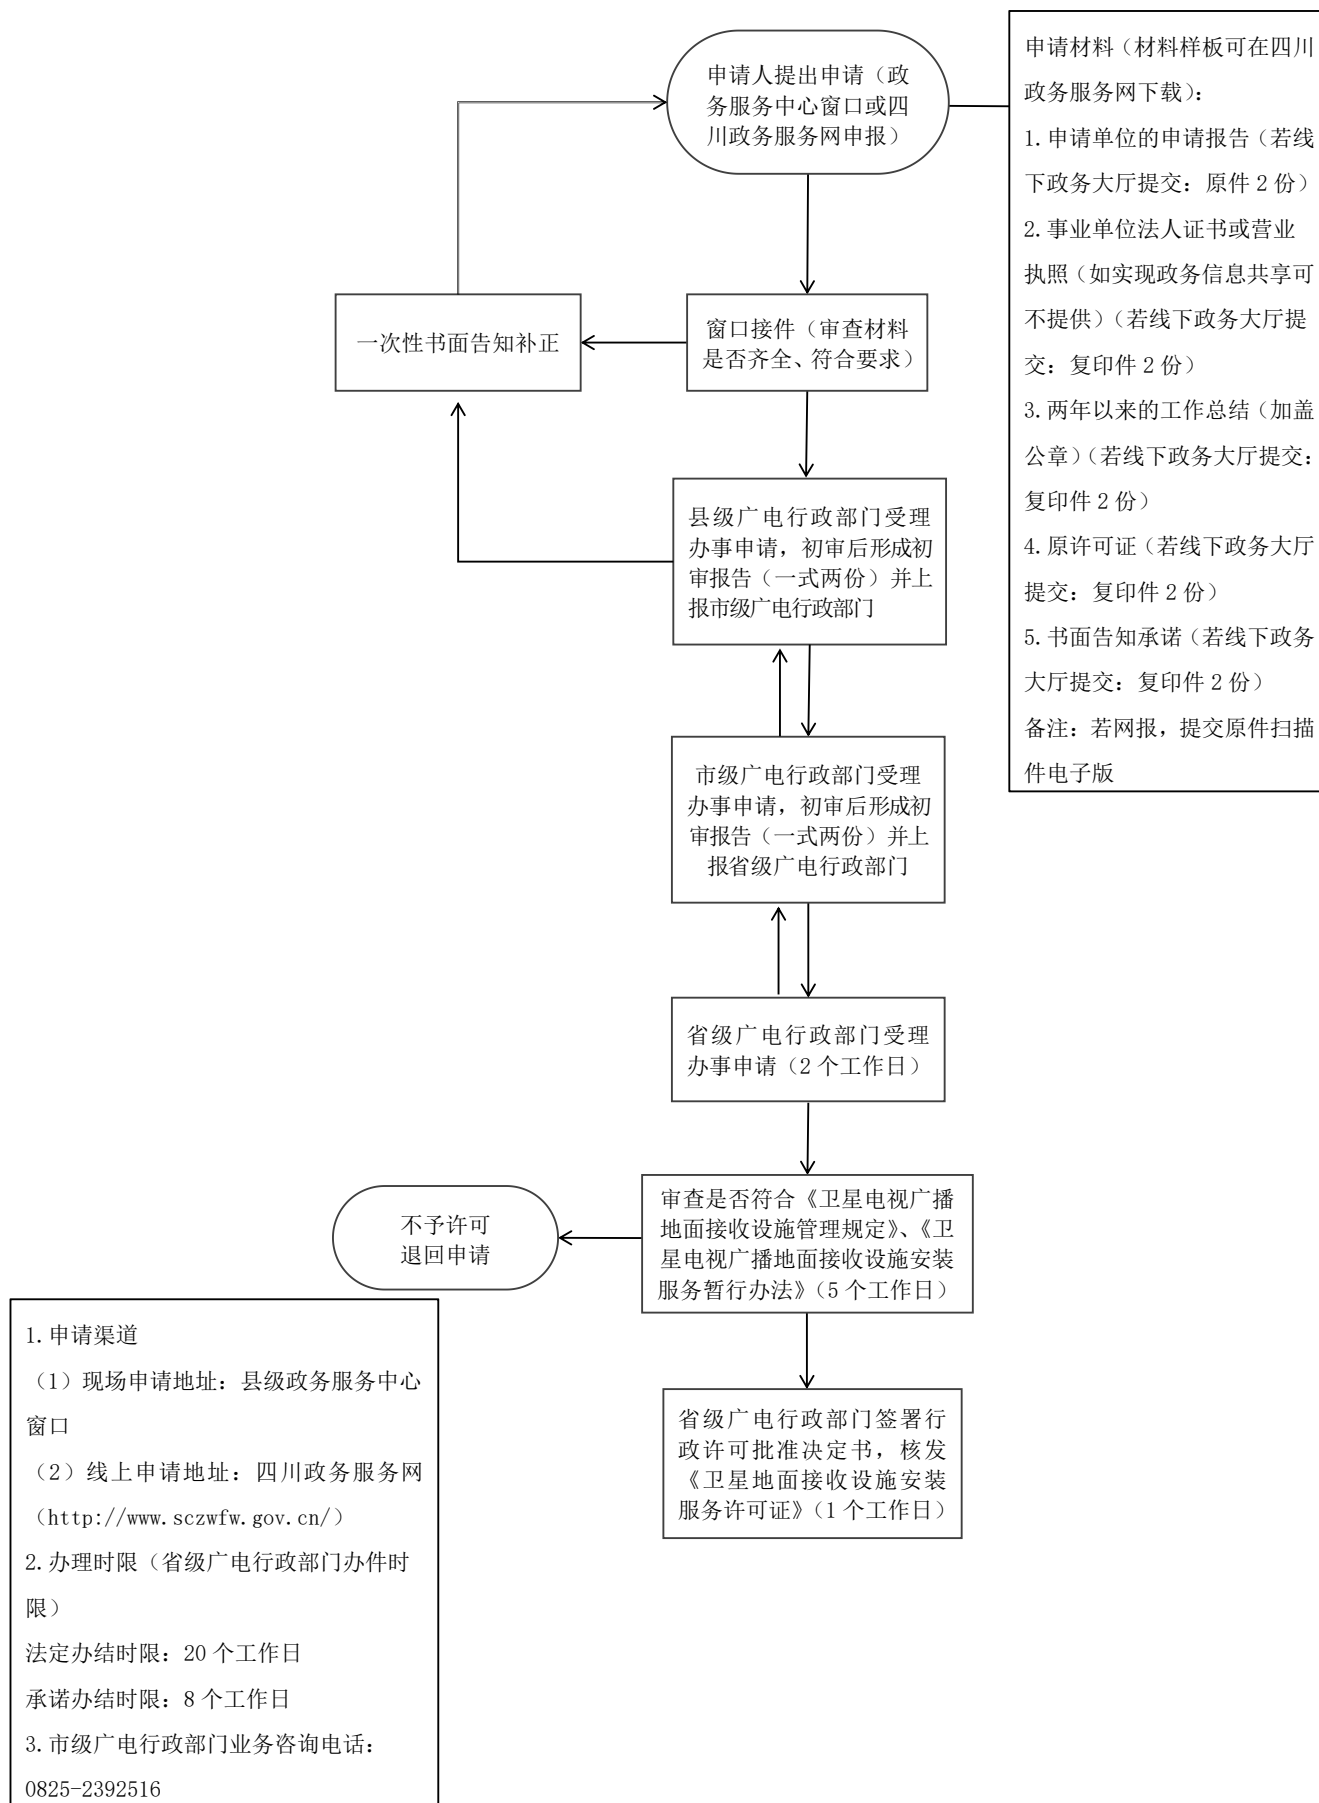 申请人提出申请（政
务服务中心窗口或四
川政务服务网申报）
申请材料（材料样板可在四川
政务服务网下载）：
1.申请单位的申请报告（若线
下政务大厅提交：原件 2 份）
2.事业单位法人证书或营业
执照（如实现政务信息共享可
不提供）（若线下政务大厅提
交：复印件 2 份）
3.两年以来的工作总结（加盖
公章）（若线下政务大厅提交：
复印件 2 份）
4.原许可证（若线下政务大厅
提交：复印件 2 份）
5.书面告知承诺（若线下政务
大厅提交：复印件 2 份）
备注：若网报，提交原件扫描
件电子版
一次性书面告知补正
窗口接件（审查材料
是否齐全、符合要求）
县级广电行政部门受理
办事申请，初审后形成初
审报告（一式两份）并上
报市级广电行政部门
市级广电行政部门受理
办事申请，初审后形成初
审报告（一式两份）并上
报省级广电行政部门
省级广电行政部门受理
办事申请（2 个工作日）
审查是否符合《卫星电视广播
地面接收设施管理规定》、《卫
星电视广播地面接收设施安装
服务暂行办法》（5 个工作日）
不予许可
退回申请
省级广电行政部门签署行
政许可批准决定书，核发
《卫星地面接收设施安装
服务许可证》（1 个工作日）
1.申请渠道
（1）现场申请地址：县级政务服务中心
窗口
（2）线上申请地址：四川政务服务网
（http://www.sczwfw.gov.cn/）
2.办理时限（省级广电行政部门办件时
限）
法定办结时限：20 个工作日
承诺办结时限：8 个工作日
3.市级广电行政部门业务咨询电话：
0825-2392516